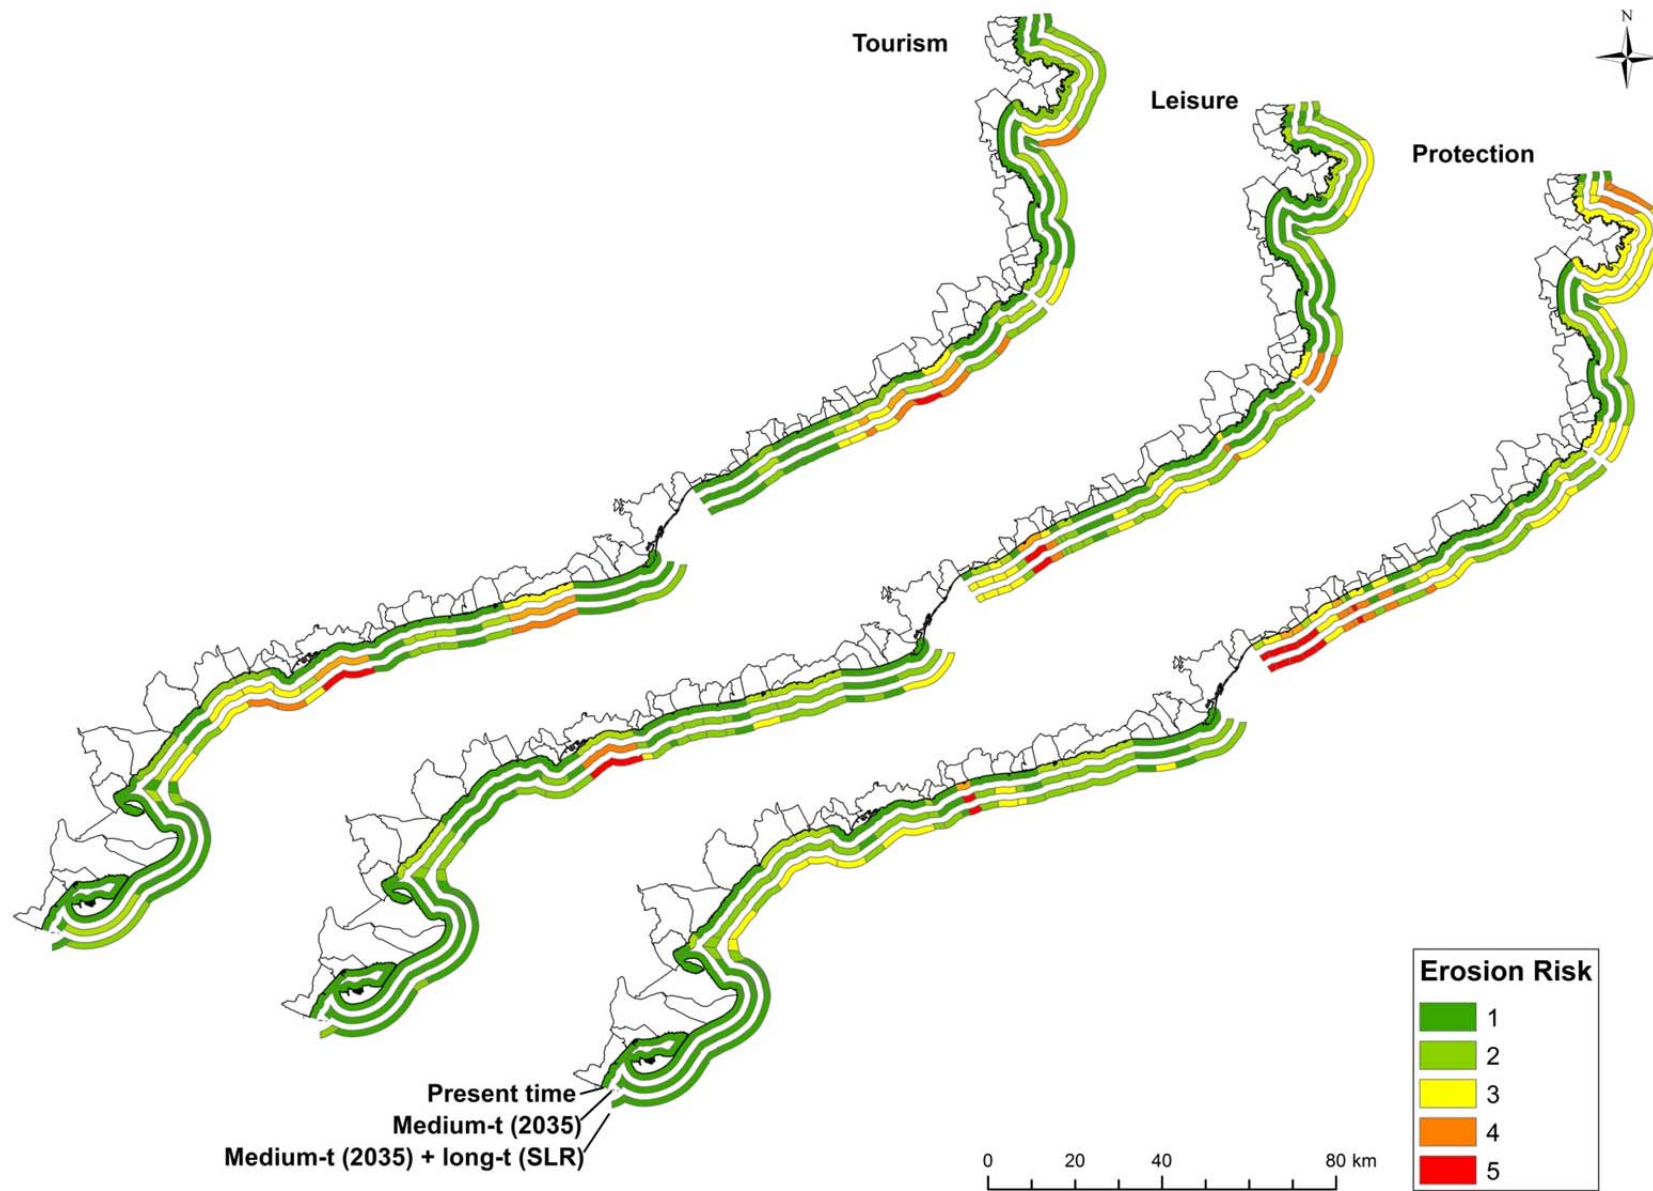 N
Tourism
Leisure
Protection
Present time
Medium-t (2035)
Medium-t (2035) + long-t (SLR)
Erosion Risk
1
2
3
4
5
0 20 40 80 km